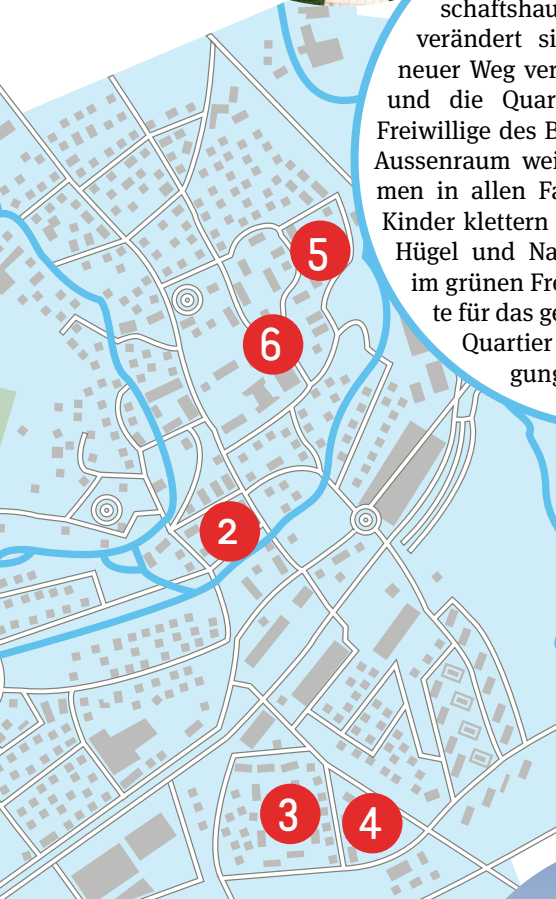 schaftshau
verändert si
neuer Weg ver
und die Quar
Freiwillige des B
Aussenraum wei
men in allen Fa
Kinder klettern
Hügel und Na
im grünen Fre
te für das ge
Quartier
gung
5
6
2
3
4